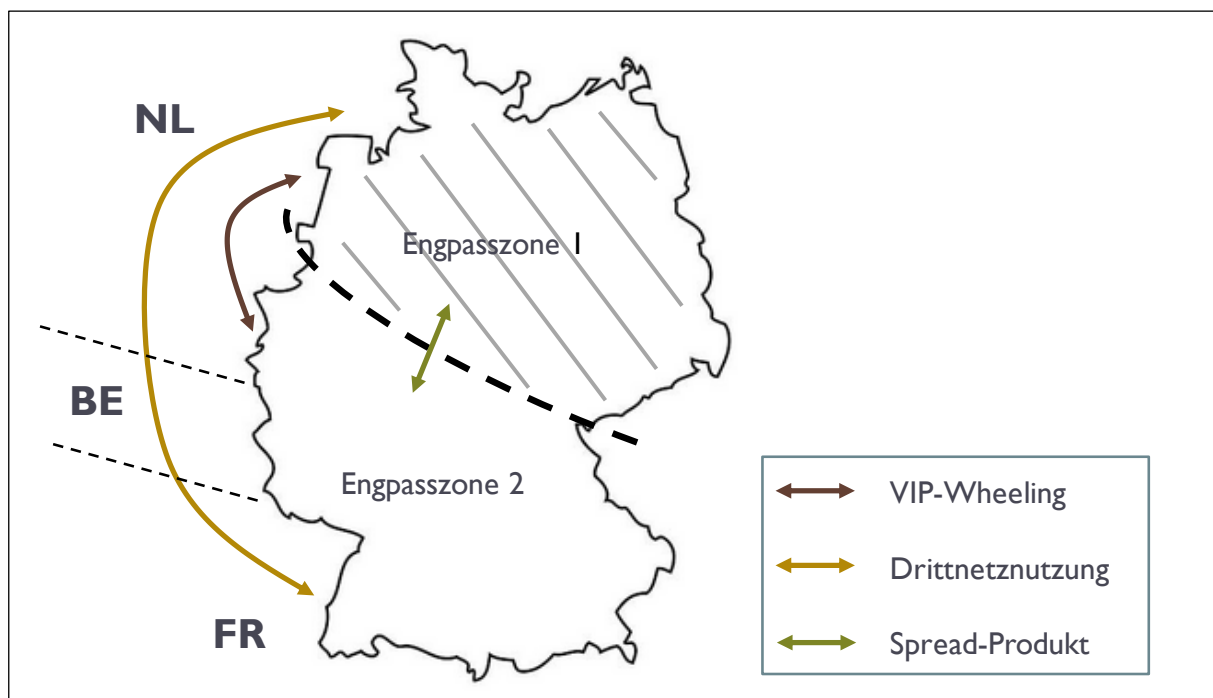 NL
Engpasszone 1
BE
Engpasszone 2
FR
VIP-Wheeling
Drittnetznutzung
Spread-Produkt